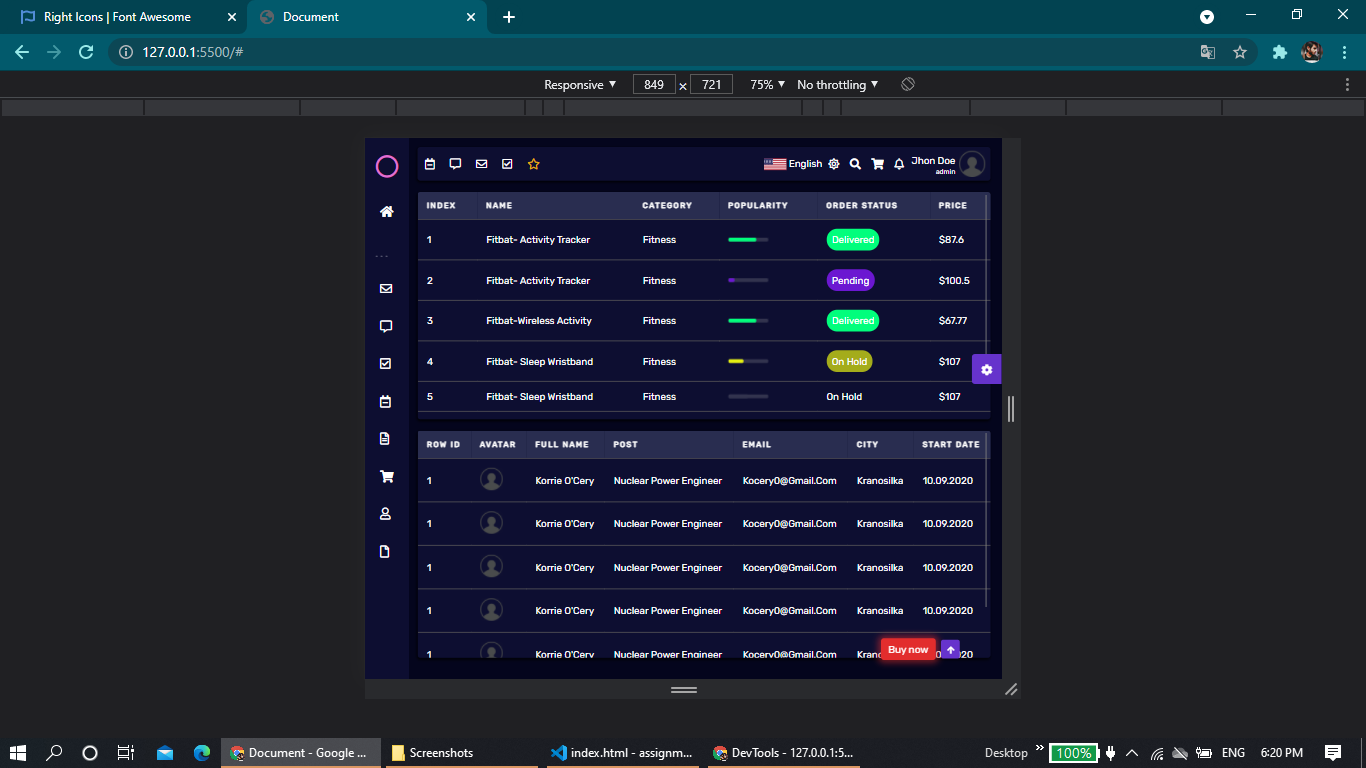 Right Icons | Font Awesome
Document
127.0.0.1:5500/#
Responsive 849 × 721 75% No throttling
English Jhon Doe
admin
INDEX NAME CATEGORY POPULARITY ORDER STATUS PRICE
1 Fitbat- Activity Tracker Fitness Delivered $87.6
2 Fitbat- Activity Tracker Fitness Pending $100.5
3 Fitbat-Wireless Activity Fitness Delivered $67.77
4 Fitbat- Sleep Wristband Fitness On Hold $107
5 Fitbat- Sleep Wristband Fitness On Hold $107
...
ROW ID AVATAR FULL NAME POST EMAIL CITY START DATE
1 Korrie O'Cery Nuclear Power Engineer Kocery0@Gmail.Com Kranosilka 10.09.2020
1 Korrie O'Cery Nuclear Power Engineer Kocery0@Gmail.Com Kranosilka 10.09.2020
1 Korrie O'Cery Nuclear Power Engineer Kocery0@Gmail.Com Kranosilka 10.09.2020
1 Korrie O'Cery Nuclear Power Engineer Kocery0@Gmail.Com Kranosilka 10.09.2020
1 Korrie O'Cery Nuclear Power Engineer Kocery0@Gmail.Com
Buy now
Document - Google ... Screenshots index.html - assignm... DevTools - 127.0.0.1:5... Desktop 100% ENG 6:20 PM